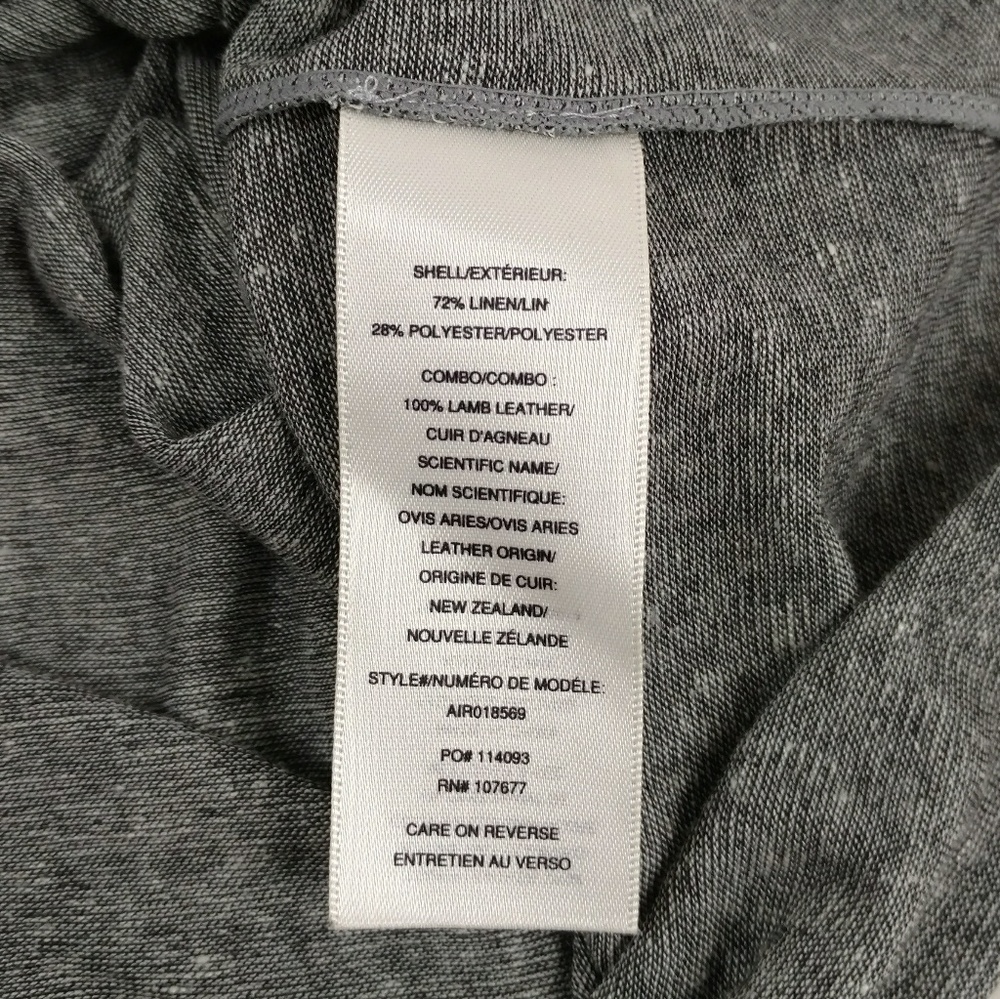 SHELL/EXTÉRIEUR:
72% LINEN/LIN
28% POLYESTER/POLYESTER
COMBO/COMBO :
100% LAMB LEATHER/
CUIR D'AGNEAU
SCIENTIFIC NAME/
NOM SCIENTIFIQUE:
OVIS ARIES/OVIS ARIES
LEATHER ORIGIN/
ORIGINE DE CUIR:
NEW ZEALAND/
NOUVELLE ZÉLANDE
STYLE#/NUMÉRO DE MODÉLE:
AIR018569
PO# 114093
RN# 107677
CARE ON REVERSE
ENTRETIEN AU VERSO